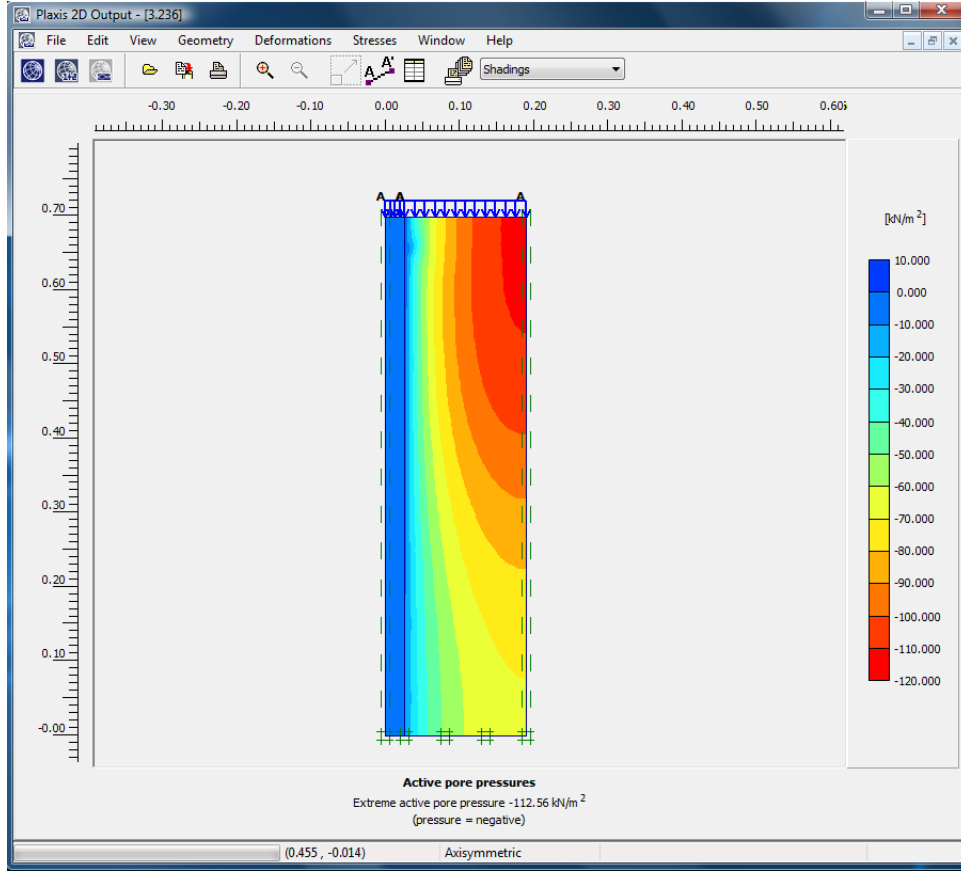 Plaxis 2D Output - [3.236]
File Edit View Geometry Deformations Stresses Window Help
A A' Shadings
-0.30 -0.20 -0.10 0.00 0.10 0.20 0.30 0.40 0.50 0.60
A A A
0.70
0.60
0.50
0.40
0.30
0.20
0.10
-0.00
[kN/m 2]
10.000
0.000
-10.000
-20.000
-30.000
-40.000
-50.000
-60.000
-70.000
-80.000
-90.000
-100.000
-110.000
-120.000
Active pore pressures
Extreme active pore pressure -112.56 kN/m 2
(pressure = negative)
(0.455 , -0.014) Axisymmetric